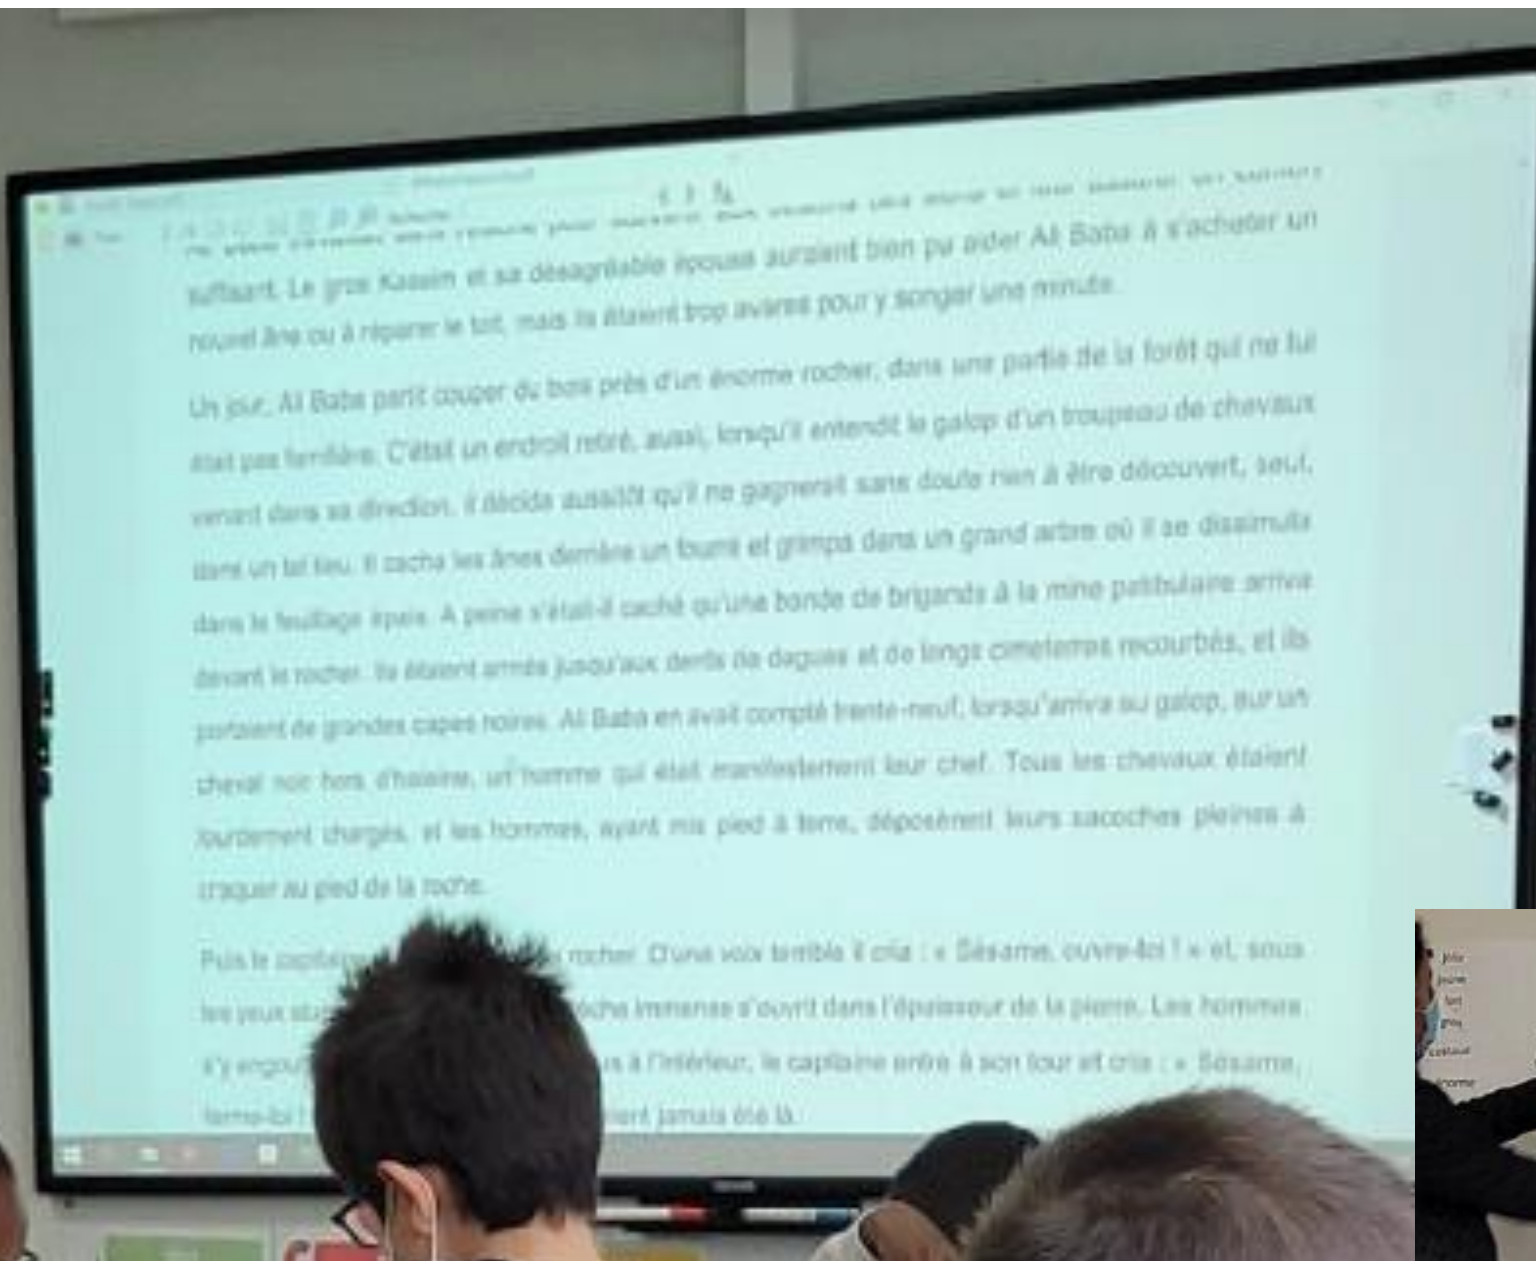 suffisant. Le gros Kassim et sa désagréable épouse auraient bien pu aider Ali Baba à s'acheter un
nouvel âne ou à réparer le toit, mais ils étaient trop avares pour y songer une minute.
Un jour, Ali Baba partit couper du bois près d'un énorme rocher, dans une partie de la forêt qui ne lui
était pas familière. C'était un endroit retiré, aussi, lorsqu'il entendit le galop d'un troupeau de chevaux
venant dans sa direction, il décida aussitôt qu'il ne gagnerait sans doute rien à être découvert, seul,
dans un tel lieu. Il cacha les ânes derrière un fourré et grimpa dans un grand arbre où il se dissimula
dans le feuillage épais. A peine s'était-il caché qu'une bande de brigands à la mine patibulaire arriva
devant le rocher. Ils étaient armés jusqu'aux dents de dagues et de longs cimeterres recourbés, et ils
portaient de grandes capes noires. Ali Baba en avait compté trente-neuf, lorsqu'arriva au galop, sur un
cheval noir hors d'haleine, un homme qui était manifestement leur chef. Tous les chevaux étaient
lourdement chargés, et les hommes, ayant mis pied à terre, déposèrent leurs sacoches pleines à
craquer au pied de la roche.
Puis le rocher. D'une voix terrible il cria : « Sésame, ouvre-toi ! » et, sous
les yeux immense s'ouvrit dans l'épaisseur de la pierre. Les hommes
s'y à l'intérieur, le capitaine entre à son tour et cria : « Sésame,
ferme-toi ! jamais été là.